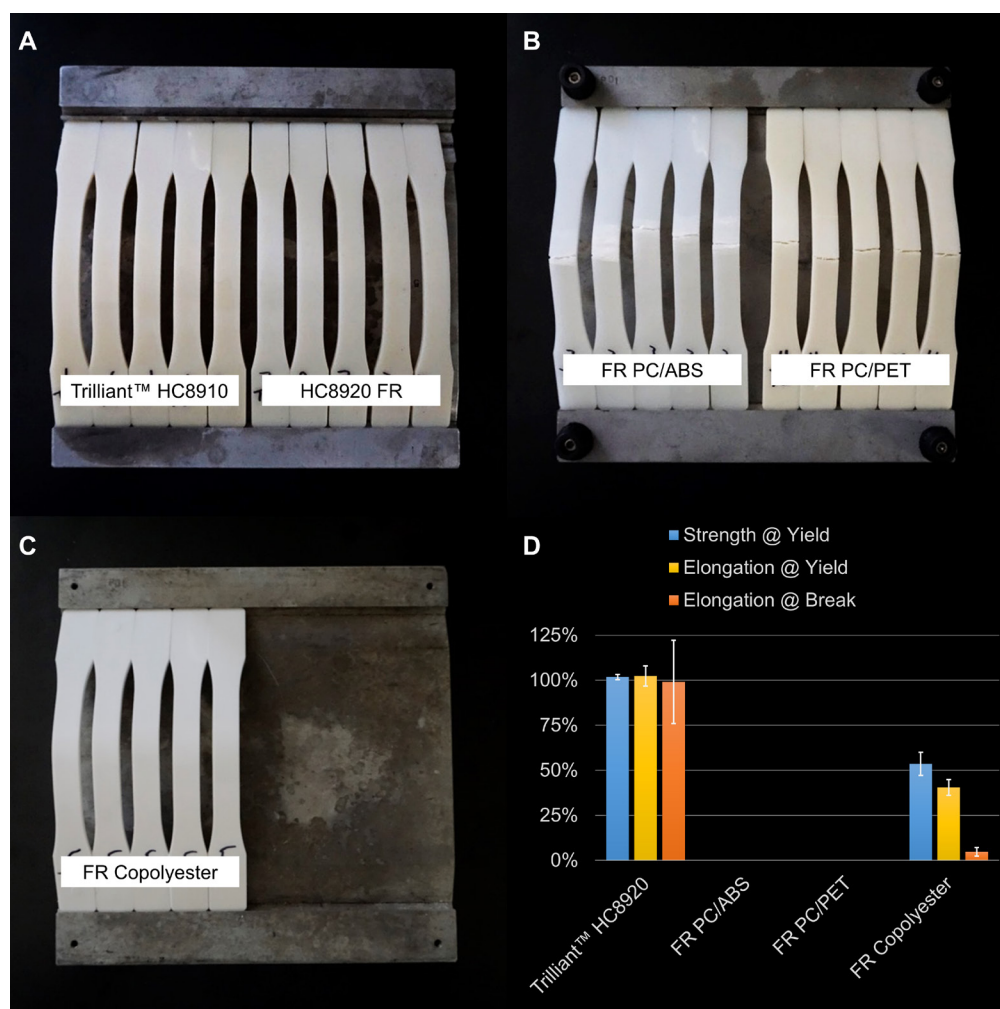 A
Trilliant™ HC8910
HC8920 FR
B
FR PC/ABS
FR PC/PET
C
FR Copolyester
D
Strength @ Yield
Elongation @ Yield
Elongation @ Break
125%
100%
75%
50%
25%
0%
Trilliant™ HC8920
FR PC/ABS
FR PC/PET
FR Copolyester